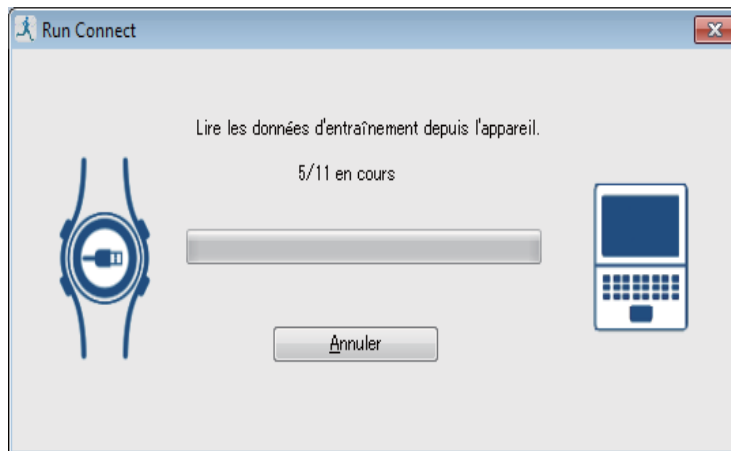 Run Connect
Lire les données d'entraînement depuis l'appareil.
5/11 en cours
Annuler